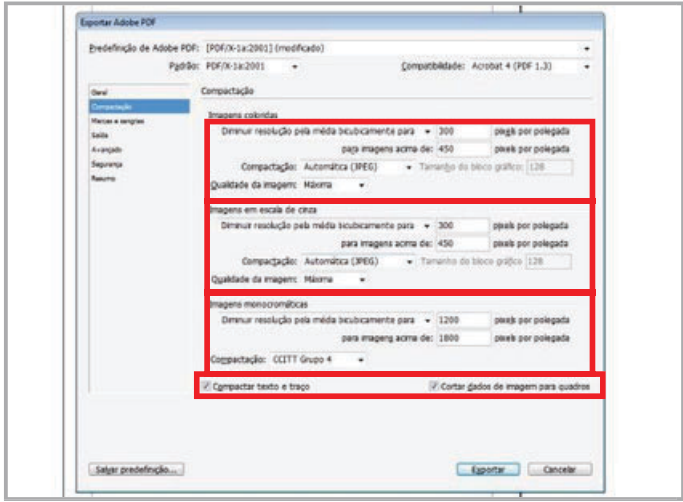 Exportar Adobe PDF
Predefinição de Adobe PDF: [PDF/X-1a:2001] (modificado)
Padrão: PDF/X-1a:2001 Compatibilidade: Acrobat 4 (PDF 1.3)
Geral
Compactação
Marcas e sangrias
Saída
Avançado
Segurança
Resumo
Compactação
Imagens coloridas
Diminuir resolução pela média bicubicamente para 300 pixels por polegada
para imagens acima de: 450 pixels por polegada
Compactação: Automática (JPEG) Tamanho do bloco gráfico: 128
Qualidade da imagem: Máxima
Imagens em escala de cinza
Diminuir resolução pela média bicubicamente para 300 pixels por polegada
para imagens acima de: 450 pixels por polegada
Compactação: Automática (JPEG) Tamanho do bloco gráfico 128
Qualidade da imagem: Máxima
Imagens monocromáticas
Diminuir resolução pela média bicubicamente para 1200 pixels por polegada
para imagens acima de: 1800 pixels por polegada
Compactação: CCITT Grupo 4
Compactar texto e traço Cortar dados de imagem para quadros
Salvar predefinição... Exportar Cancelar